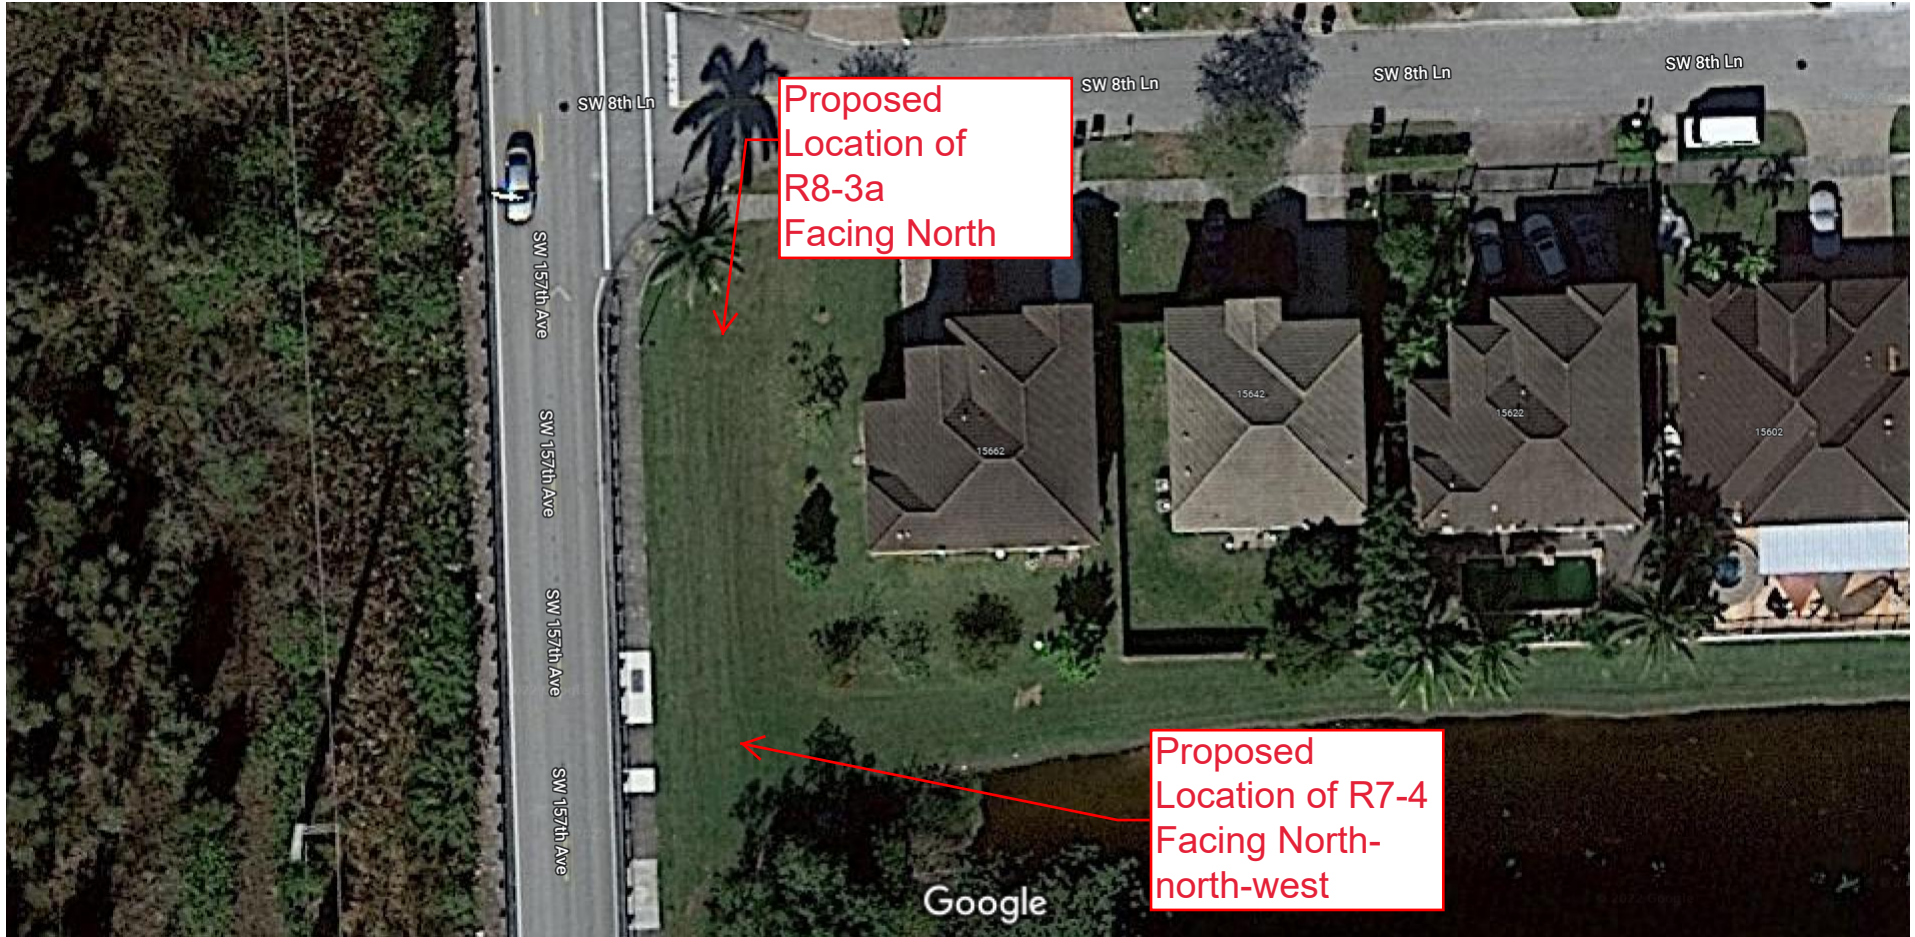 SW 8th Ln
SW 8th Ln
SW 8th Ln
SW 8th Ln
Proposed
Location of
R8-3a
Facing North
SW 157th Ave
SW 157th Ave
SW 157th Ave
SW 157th Ave
15662
15642
15622
15602
Proposed
Location of R7-4
Facing North-
north-west
Google